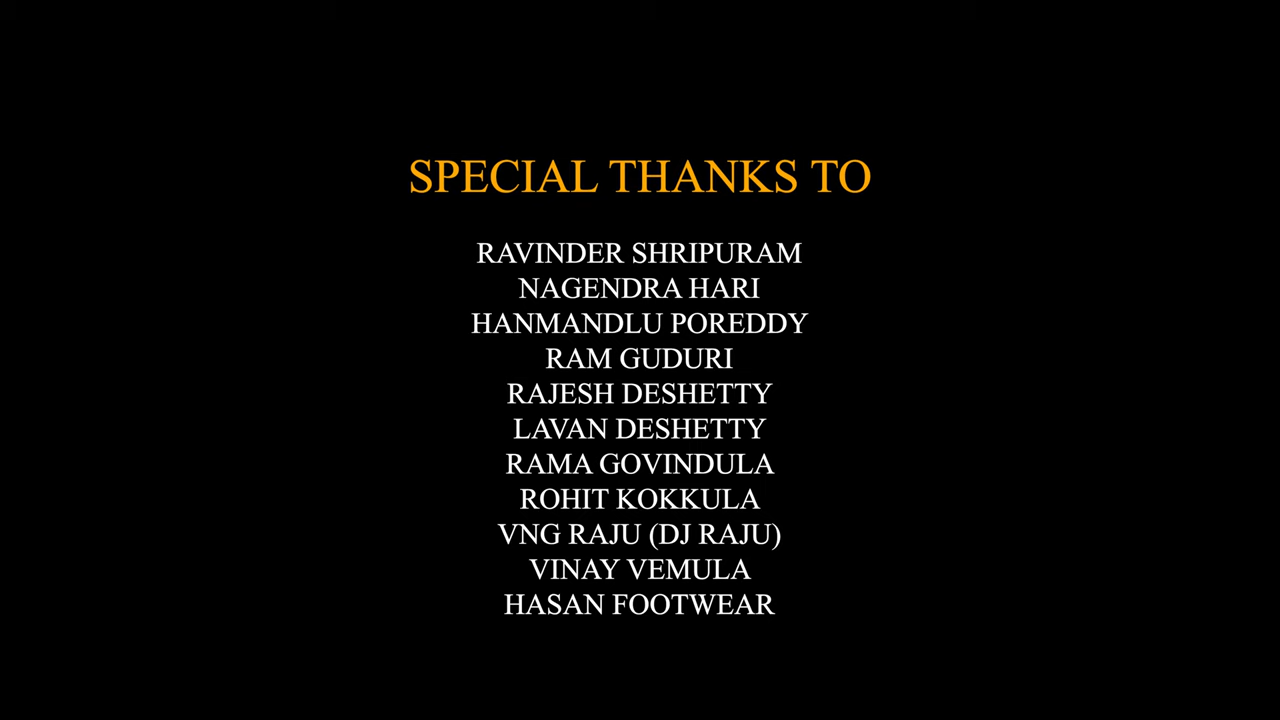 SPECIAL THANKS TO
RAVINDER SHRIPURAM
NAGENDRA HARI
HANMANDLU POREDDY
RAM GUDURI
RAJESH DESHETTY
LAVAN DESHETTY
RAMA GOVINDULA
ROHIT KOKKULA
VNG RAJU (DJ RAJU)
VINAY VEMULA
HASAN FOOTWEAR